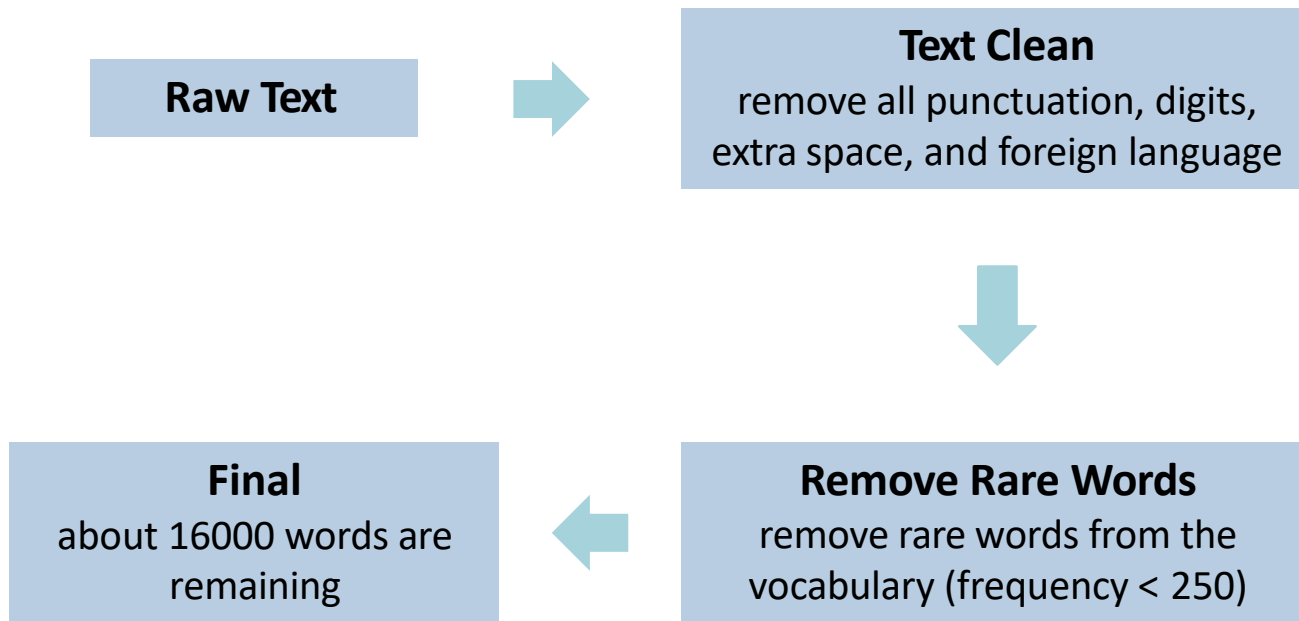 Raw Text
Text Clean
remove all punctuation, digits,
extra space, and foreign language
Remove Rare Words
remove rare words from the
vocabulary (frequency < 250)
Final
about 16000 words are
remaining